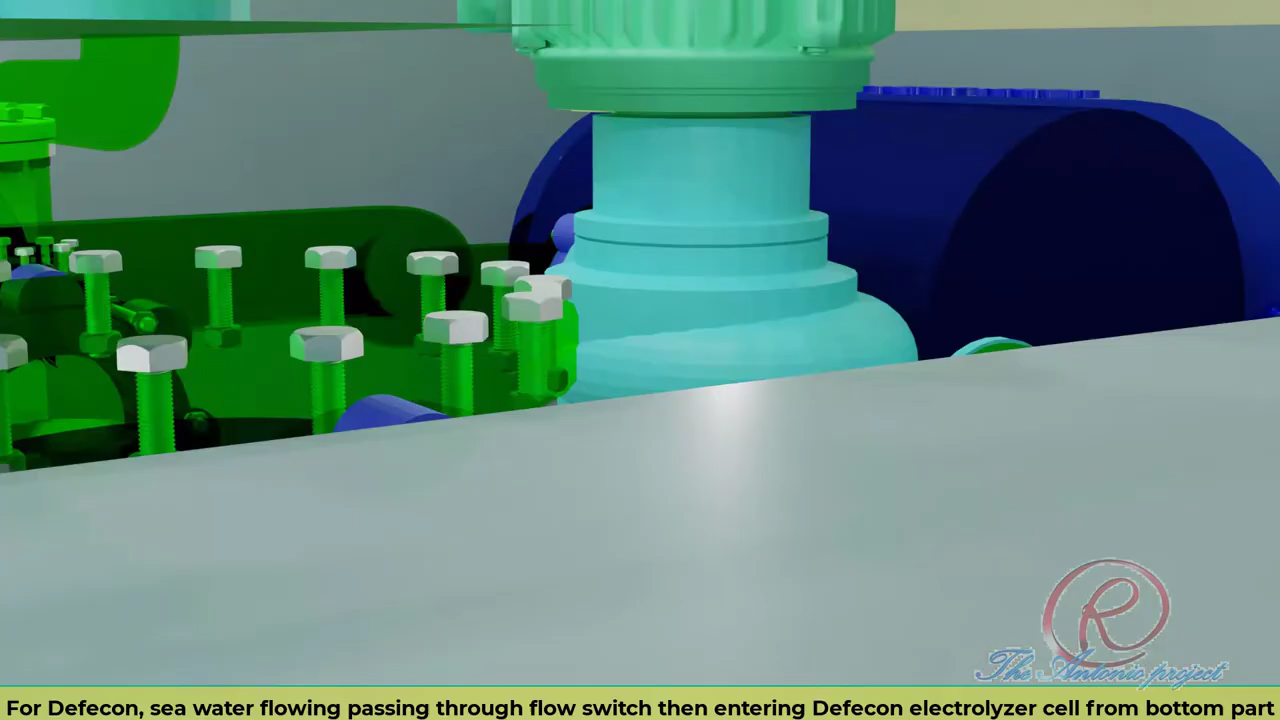 R
The Antonio project
For Defecon, sea water flowing passing through flow switch then entering Defecon electrolyzer cell from bottom part